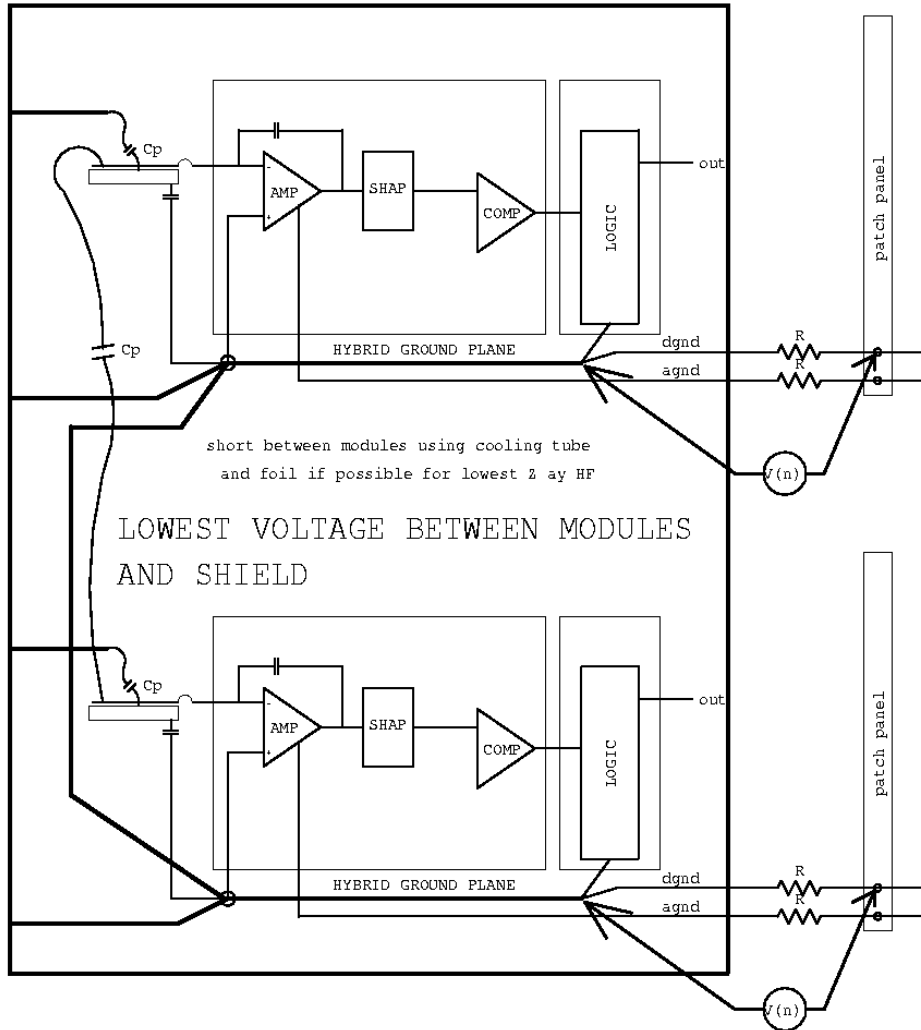 Cp
-
AMP
+
SHAP
COMP
LOGIC
out
patch panel
Cp
HYBRID GROUND PLANE
dgnd
R
agnd
R
short between modules using cooling tube
and foil if possible for lowest Z ay HF
V(n)
LOWEST VOLTAGE BETWEEN MODULES
AND SHIELD
Cp
-
AMP
+
SHAP
COMP
LOGIC
out
patch panel
HYBRID GROUND PLANE
dgnd
R
agnd
R
V(n)